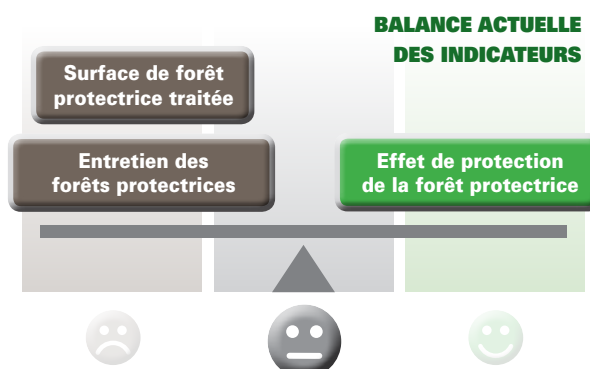 BALANCE ACTUELLE
DES INDICATEURS
Surface de forêt
protectrice traitée
Entretien des
forêts protectrices
Effet de protection
de la forêt protectrice